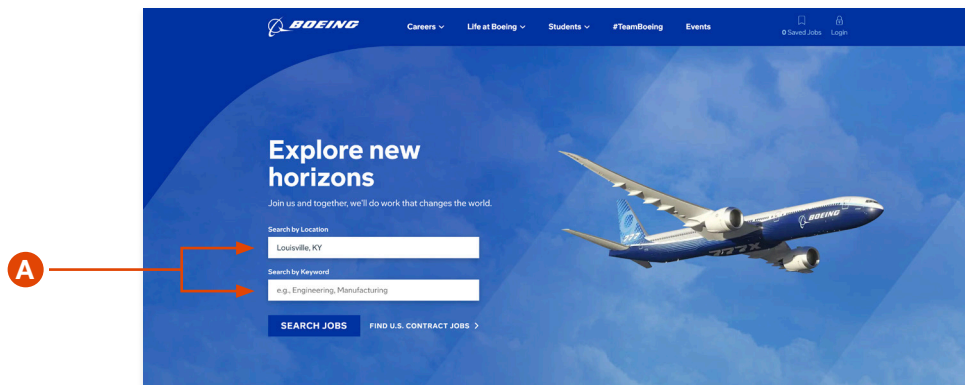 BOEING
Careers Life at Boeing Students #TeamBoeing Events
0 Saved Jobs Login
Explore new
horizons
Join us and together, we'll do work that changes the world.
Search by Location
Louisville, KY
A
Search by Keyword
e.g., Engineering, Manufacturing
SEARCH JOBS FIND U.S. CONTRACT JOBS >
BOEING
777X
777